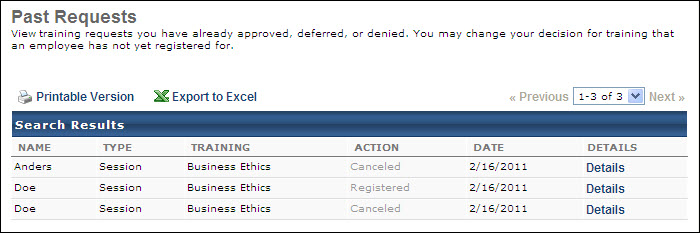 Past Requests
View training requests you have already approved, deferred, or denied. You may change your decision for training that
an employee has not yet registered for.
Printable Version Export to Excel « Previous 1-3 of 3 Next »
Search Results
NAME TYPE TRAINING ACTION DATE DETAILS
Anders Session Business Ethics Canceled 2/16/2011 Details
Doe Session Business Ethics Registered 2/16/2011 Details
Doe Session Business Ethics Canceled 2/16/2011 Details